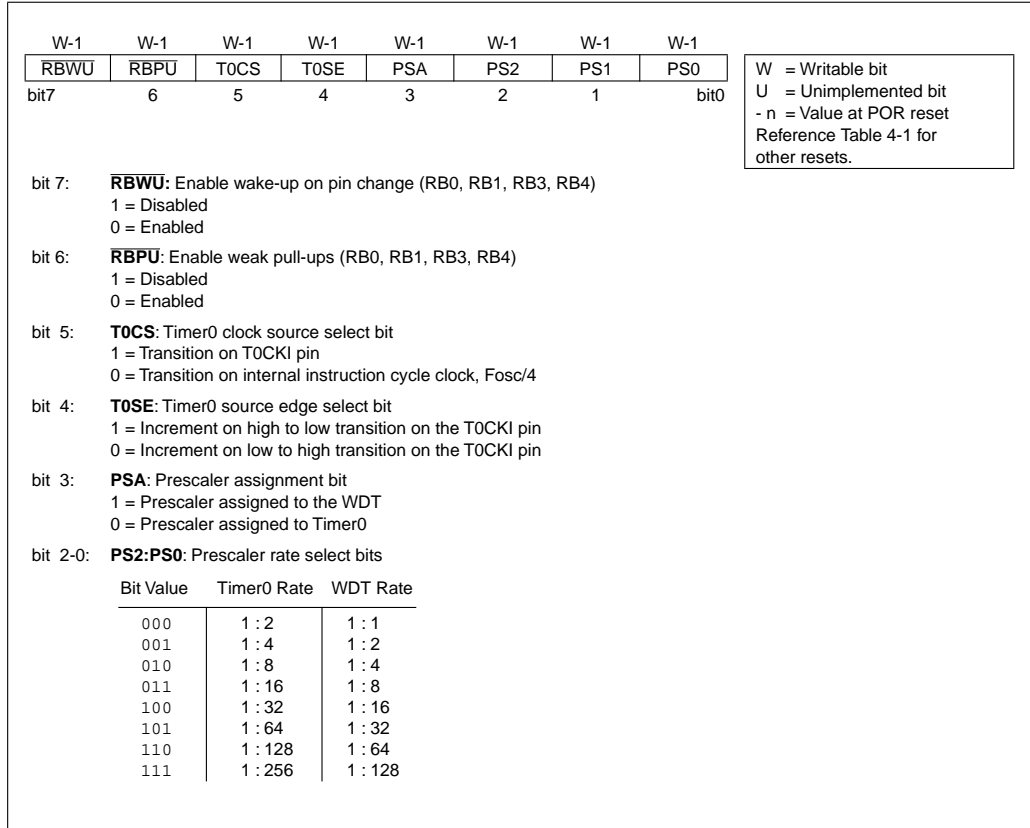 W-1 W-1 W-1 W-1 W-1 W-1 W-1 W-1
RBWU RBPU T0CS T0SE PSA PS2 PS1 PS0
bit7 6 5 4 3 2 1 bit0
W = Writable bit
U = Unimplemented bit
- n = Value at POR reset
Reference Table 4-1 for
other resets.
bit 7: RBWU: Enable wake-up on pin change (RB0, RB1, RB3, RB4)
1 = Disabled
0 = Enabled
bit 6: RBPU: Enable weak pull-ups (RB0, RB1, RB3, RB4)
1 = Disabled
0 = Enabled
bit 5: T0CS: Timer0 clock source select bit
1 = Transition on T0CKI pin
0 = Transition on internal instruction cycle clock, Fosc/4
bit 4: T0SE: Timer0 source edge select bit
1 = Increment on high to low transition on the T0CKI pin
0 = Increment on low to high transition on the T0CKI pin
bit 3: PSA: Prescaler assignment bit
1 = Prescaler assigned to the WDT
0 = Prescaler assigned to Timer0
bit 2-0: PS2:PS0: Prescaler rate select bits
Bit Value Timer0 Rate WDT Rate
000 1 : 2 1 : 1
001 1 : 4 1 : 2
010 1 : 8 1 : 4
011 1 : 16 1 : 8
100 1 : 32 1 : 16
101 1 : 64 1 : 32
110 1 : 128 1 : 64
111 1 : 256 1 : 128